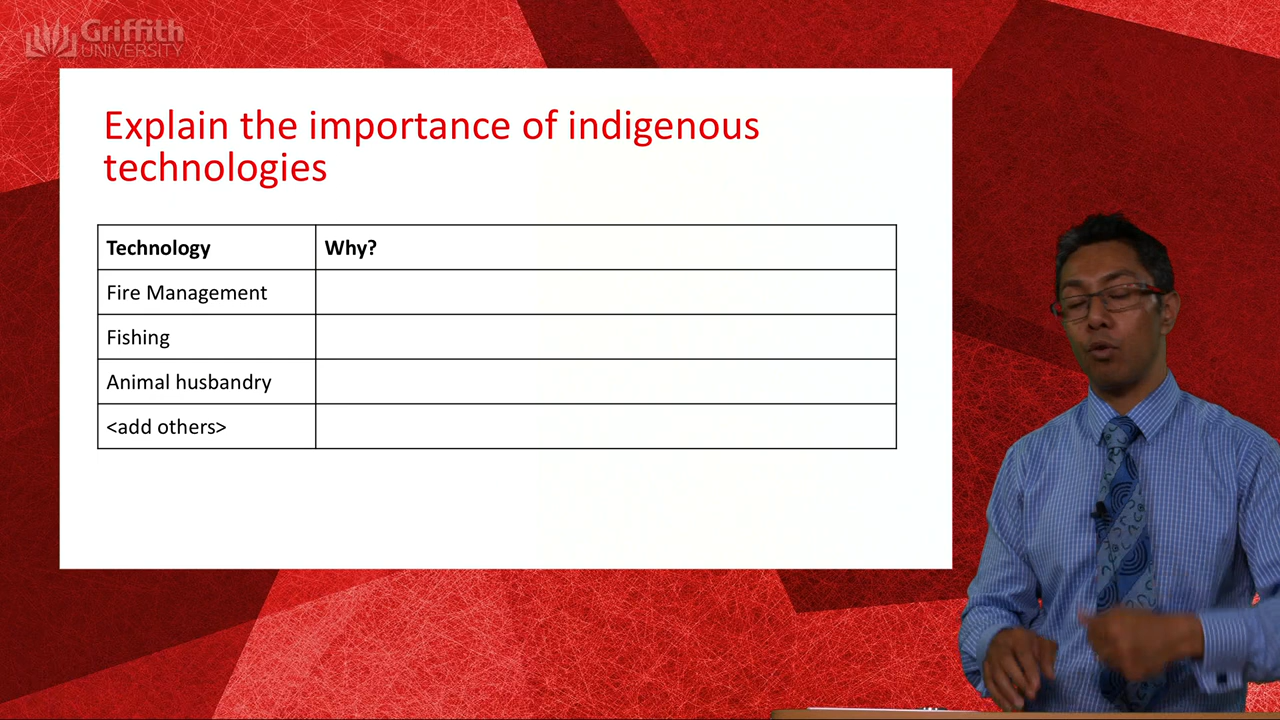 Griffith
UNIVERSITY
Explain the importance of indigenous
technologies
Technology Why?
Fire Management
Fishing
Animal husbandry
<add others>